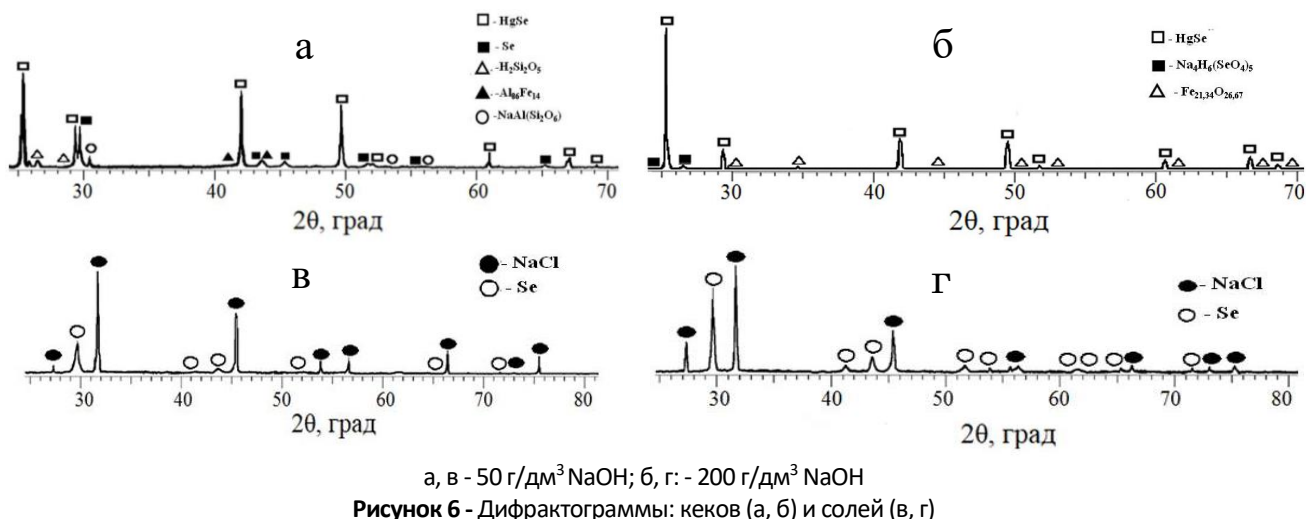 а
□ - HgSe
■ - Se
△ -H₂Si₂O₅
▲ -Al₈₆Fe₁₄
○ -NaAl(Si₂O₆)
30 40 50 60 70
2θ, град
б
□ - HgSe
■ - Na₄H₆(SeO₄)₅
△ - Fe₂₁,₃₄O₂₆,₆₇
30 40 50 60 70
2θ, град
в
● - NaCl
○ - Se
30 40 50 60 70 80
2θ, град
г
● - NaCl
○ - Se
30 40 50 60 70 80
2θ, град
а, в - 50 г/дм³ NaOH; б, г: - 200 г/дм³ NaOH
Рисунок 6 - Дифрактограммы: кеков (а, б) и солей (в, г)